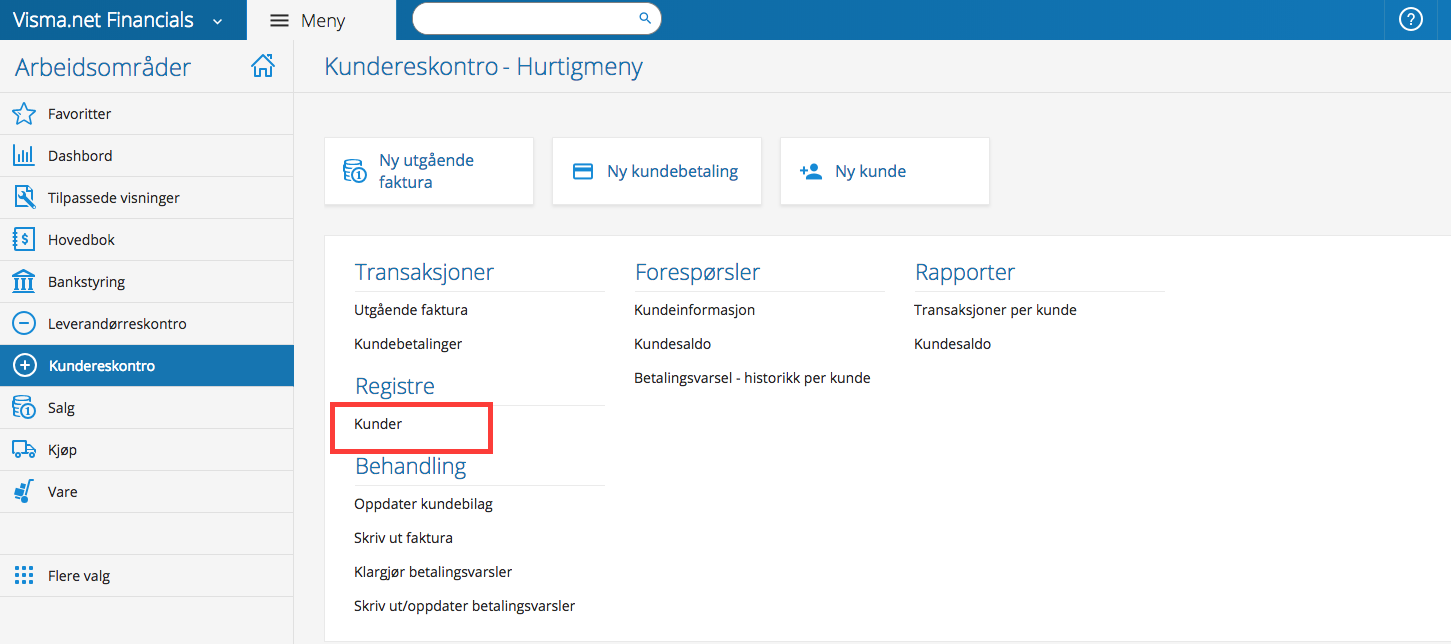 Visma.net Financials
Meny
?
Arbeidsområder
Favoritter
Dashbord
Tilpassede visninger
Hovedbok
Bankstyring
Leverandørreskontro
Kundereskontro
Salg
Kjøp
Vare
Flere valg
Kundereskontro - Hurtigmeny
Ny utgående
faktura
Ny kundebetaling
Ny kunde
Transaksjoner
Utgående faktura
Kundebetalinger
Registre
Kunder
Behandling
Oppdater kundebilag
Skriv ut faktura
Klargjør betalingsvarsler
Skriv ut/oppdater betalingsvarsler
Forespørsler
Kundeinformasjon
Kundesaldo
Betalingsvarsel - historikk per kunde
Rapporter
Transaksjoner per kunde
Kundesaldo